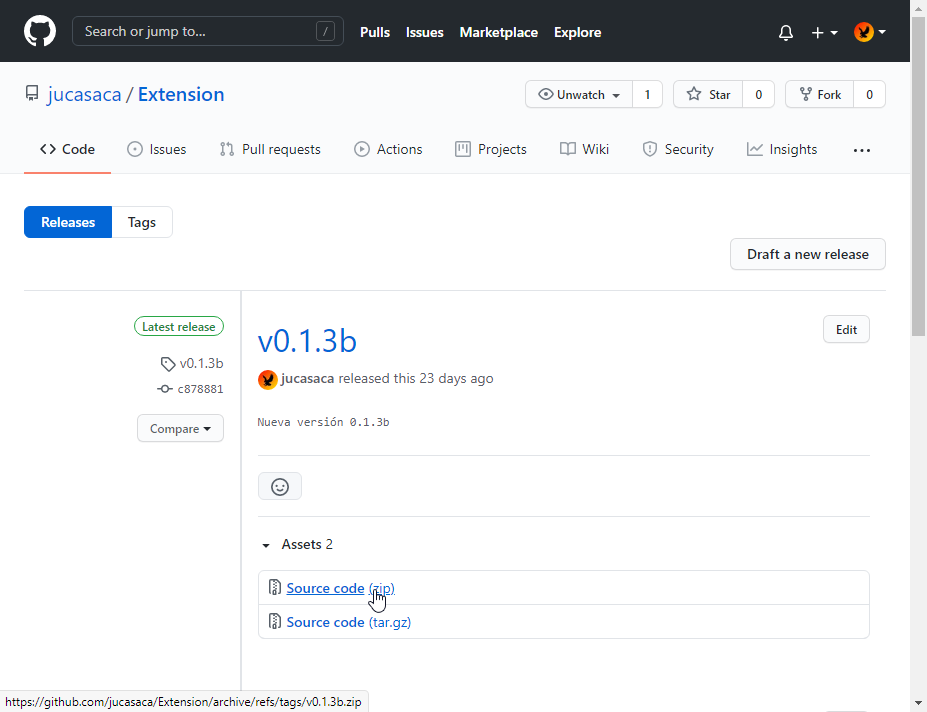 Search or jump to... /
Pulls Issues Marketplace Explore
jucasaca / Extension
Unwatch 1 Star 0 Fork 0
Code Issues Pull requests Actions Projects Wiki Security Insights ...
Releases Tags
Draft a new release
Latest release
v0.1.3b
c878881
Compare
v0.1.3b
Edit
jucasaca released this 23 days ago
Nueva versión 0.1.3b
Assets 2
Source code (zip)
Source code (tar.gz)
https://github.com/jucasaca/Extension/archive/refs/tags/v0.1.3b.zip